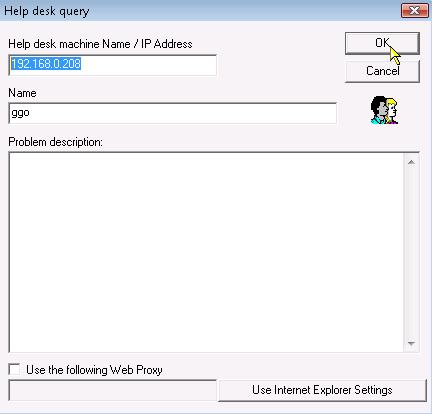 Help desk query
Help desk machine Name / IP Address
OK
192.168.0.208
Cancel
Name
ggo
Problem description:
Use the following Web Proxy
Use Internet Explorer Settings